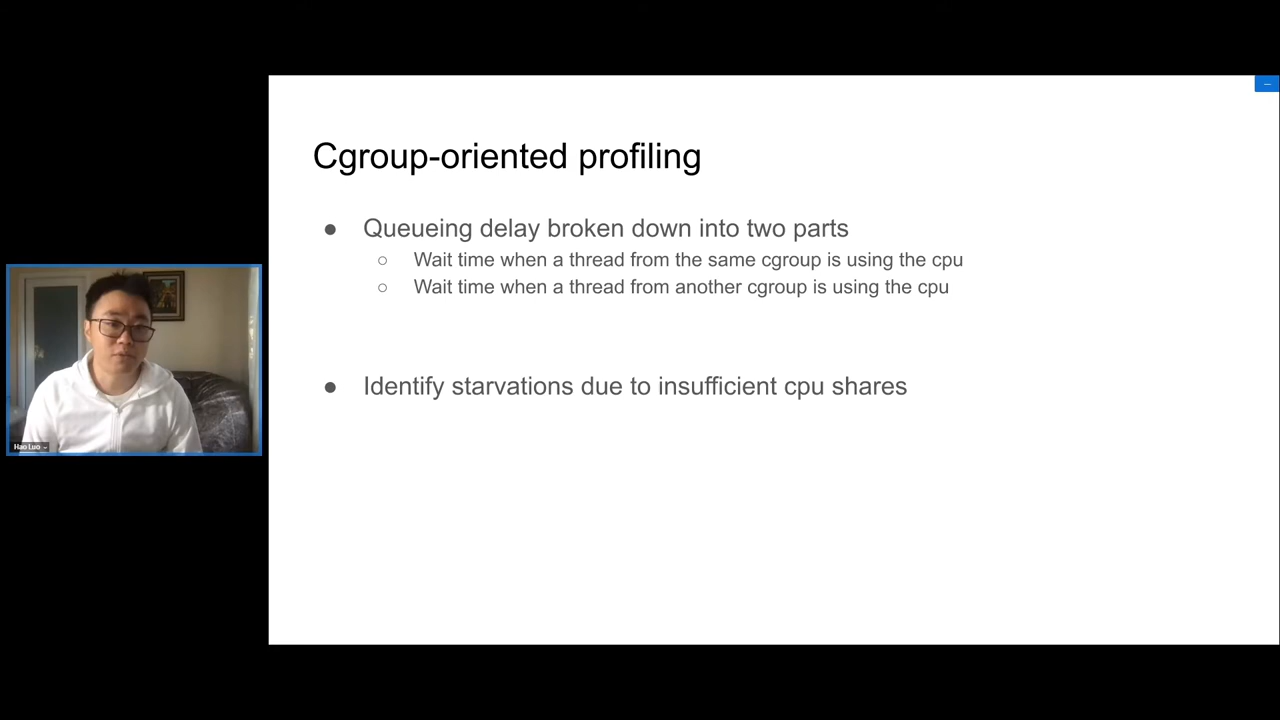 Cgroup-oriented profiling
● Queueing delay broken down into two parts
○ Wait time when a thread from the same cgroup is using the cpu
○ Wait time when a thread from another cgroup is using the cpu
● Identify starvations due to insufficient cpu shares
Hao Luo